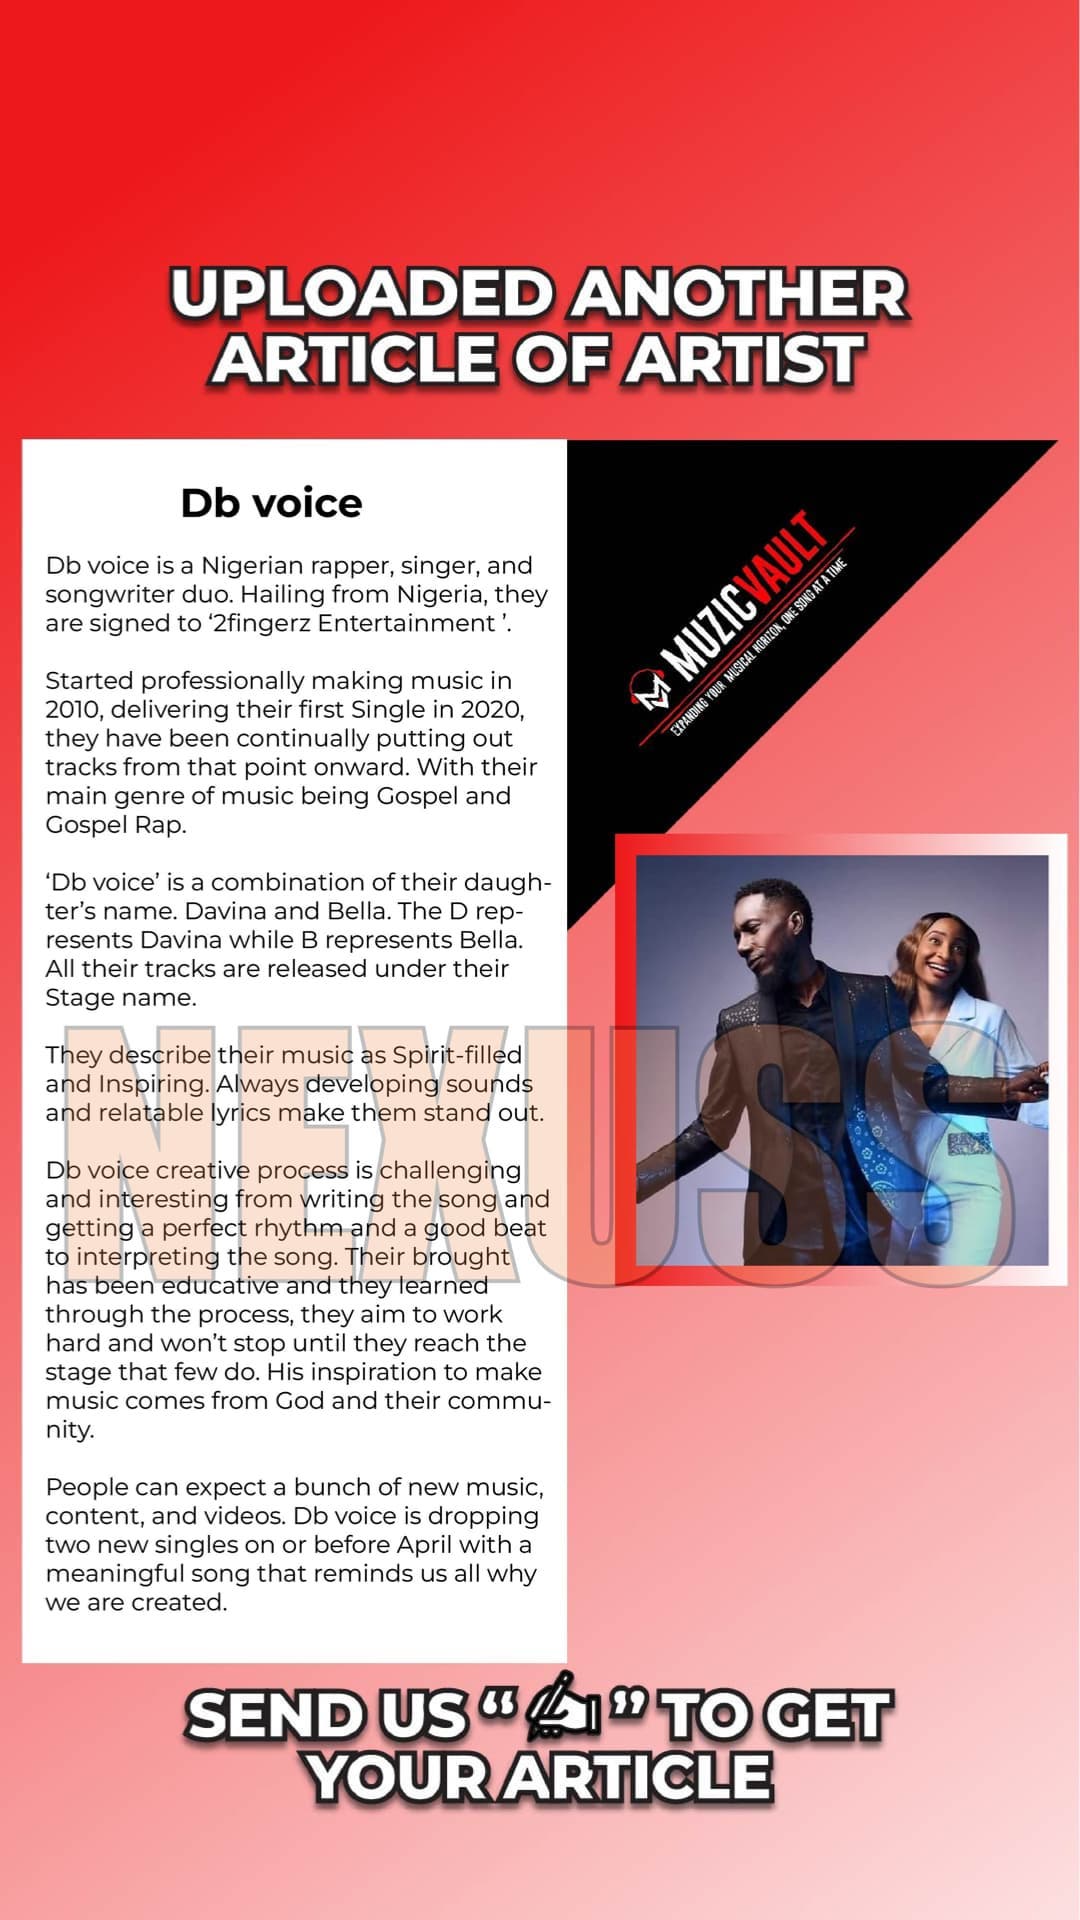 UPLOADED ANOTHER
ARTICLE OF ARTIST
Db voice
Db voice is a Nigerian rapper, singer, and
songwriter duo. Hailing from Nigeria, they
are signed to ‘2fingerz Entertainment ’.
Started professionally making music in
2010, delivering their first Single in 2020,
they have been continually putting out
tracks from that point onward. With their
main genre of music being Gospel and
Gospel Rap.
‘Db voice’ is a combination of their daugh-
ter’s name. Davina and Bella. The D rep-
resents Davina while B represents Bella.
All their tracks are released under their
Stage name.
They describe their music as Spirit-filled
and Inspiring. Always developing sounds
and relatable lyrics make them stand out.
Db voice creative process is challenging
and interesting from writing the song and
getting a perfect rhythm and a good beat
to interpreting the song. Their brought
has been educative and they learned
through the process, they aim to work
hard and won’t stop until they reach the
stage that few do. His inspiration to make
music comes from God and their commu-
nity.
People can expect a bunch of new music,
content, and videos. Db voice is dropping
two new singles on or before April with a
meaningful song that reminds us all why
we are created.
MUZICVAULT
EXPANDING YOUR MUSICAL HORIZON, ONE SONG AT A TIME
NEXUSS
SEND US “✍” TO GET
YOUR ARTICLE